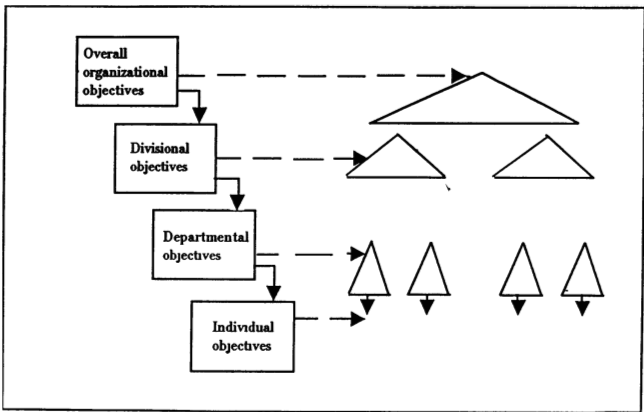 Overall
organizational
objectives
Divisional
objectives
Departmental
objectives
Individual
objectives